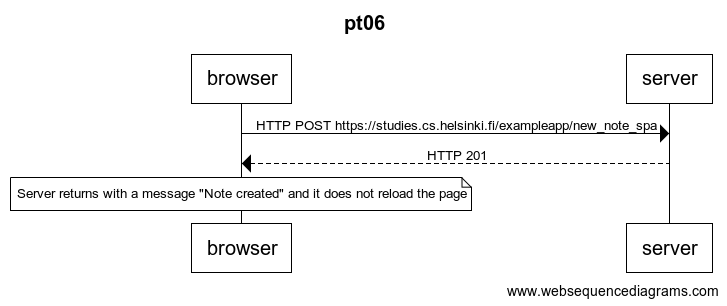 pt06
browser
server
HTTP POST https://studies.cs.helsinki.fi/exampleapp/new_note_spa
HTTP 201
Server returns with a message "Note created" and it does not reload the page
browser
server
www.websequencediagrams.com